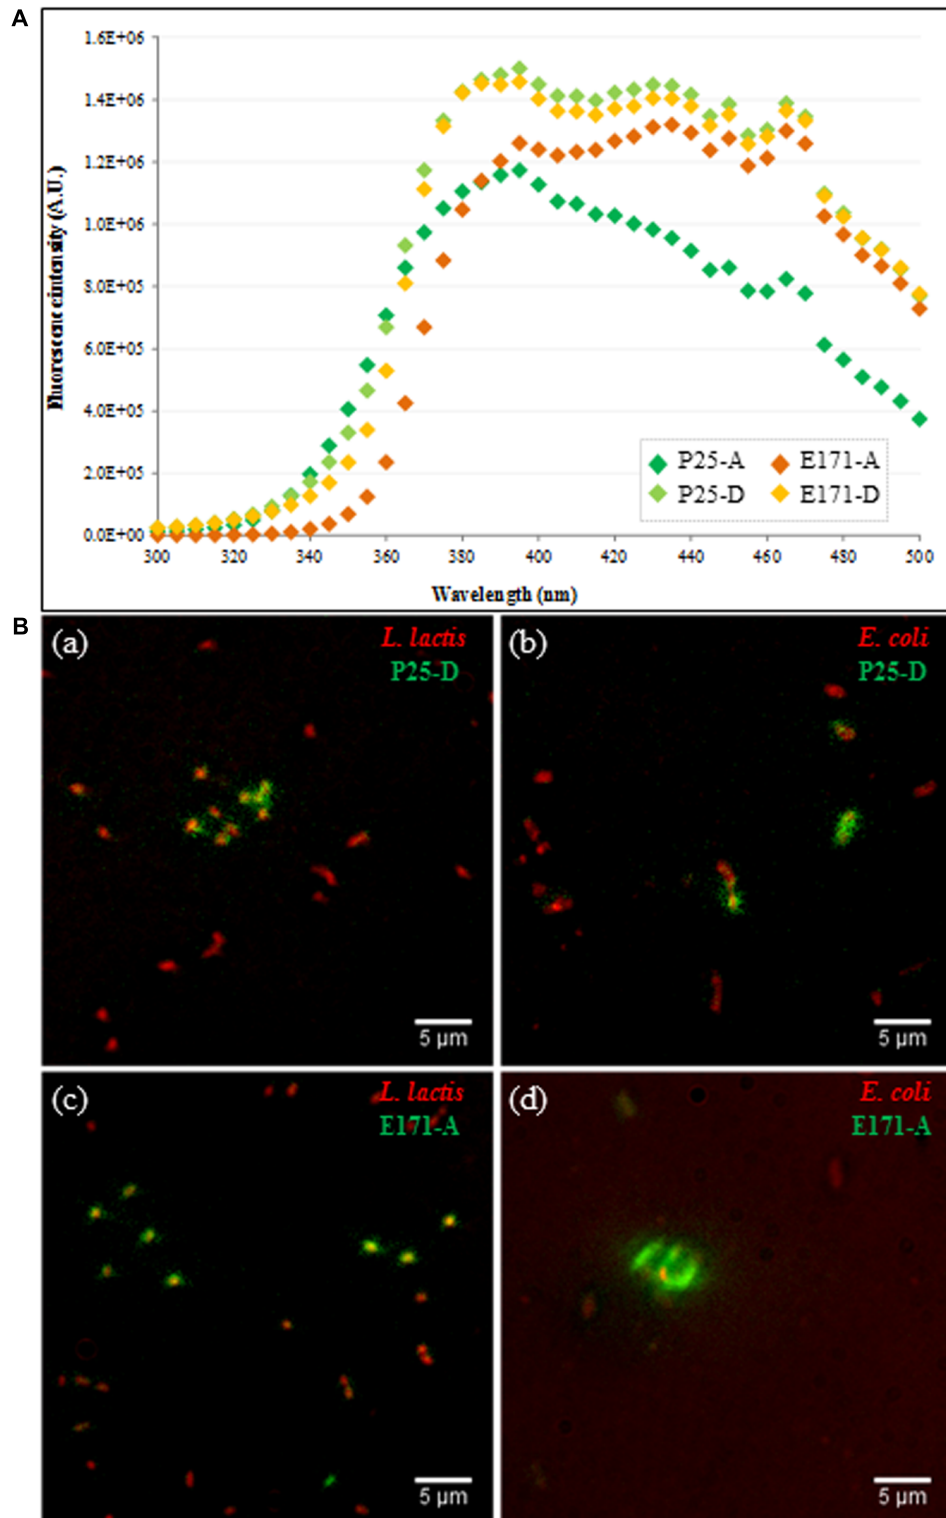 A
1.6E+06
1.4E+06
1.2E+06
1.0E+06
8.0E+05
6.0E+05
4.0E+05
2.0E+05
0.0E+00
Fluorescence intensity (A.U.)
P25-A E171-A
P25-D E171-D
300 320 340 360 380 400 420 440 460 480 500
Wavelength (nm)
B
(a)
L. lactis
P25-D
5 µm
(b)
E. coli
P25-D
5 µm
(c)
L. lactis
E171-A
5 µm
(d)
E. coli
E171-A
5 µm